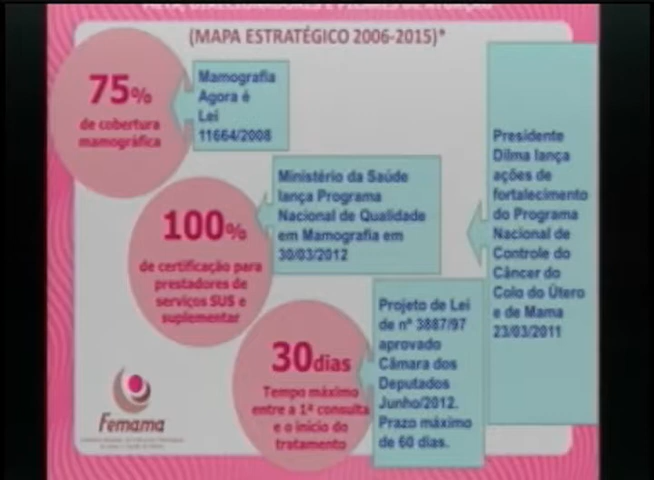 (MAPA ESTRATÉGICO 2006-2015)*
75%
de cobertura
mamográfica
Mamografia
Agora é
Lei
11664/2008
100%
de certificação para
prestadores de
serviços SUS e
suplementar
Ministério da Saúde
lança Programa
Nacional de Qualidade
em Mamografia em
30/03/2012
30dias
Tempo máximo
entre a 1ª consulta
e o início do
tratamento
Projeto de Lei
de nº 3887/97
aprovado
Câmara dos
Deputados
Junho/2012.
Prazo máximo
de 60 dias.
Presidente
Dilma lança
ações de
fortalecimento
do Programa
Nacional de
Controle do
Câncer do
Colo do Útero
e de Mama
23/03/2011
Femama